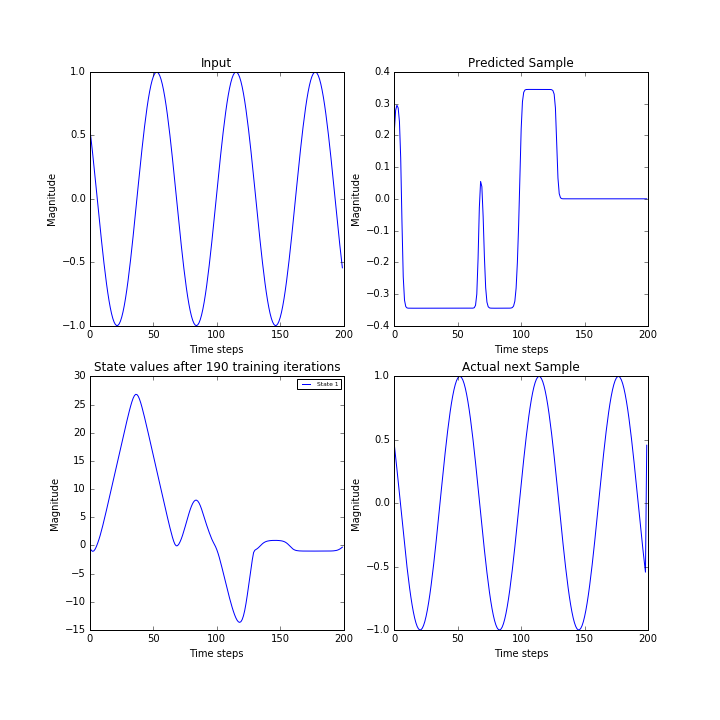 Input
1.0
0.5
0.0
−0.5
−1.0
Magnitude
0 50 100 150 200
Time steps
Predicted Sample
0.4
0.3
0.2
0.1
0.0
−0.1
−0.2
−0.3
−0.4
Magnitude
0 50 100 150 200
Time steps
State values after 190 training iterations
State 1
30
25
20
15
10
5
0
−5
−10
−15
Magnitude
0 50 100 150 200
Time steps
Actual next Sample
1.0
0.5
0.0
−0.5
−1.0
Magnitude
0 50 100 150 200
Time steps